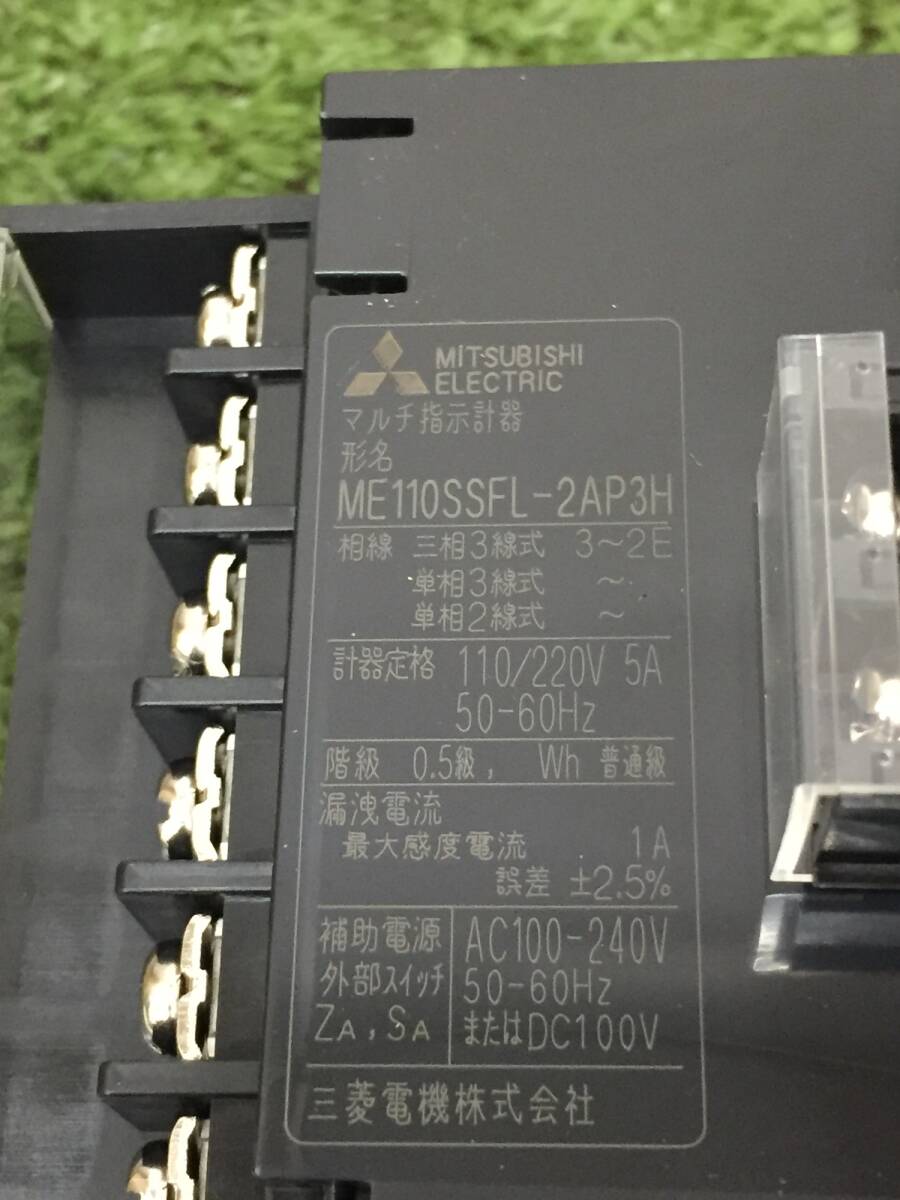 MITSUBISHI
ELECTRIC
マルチ指示計器
形名
ME110SSFL-2AP3H
相線 三相3線式 3~2E
単相3線式 ~
単相2線式 ~
計器定格 110/220V 5A
50-60Hz
階級 0.5級, Wh 普通級
漏洩電流
最大感度電流 1A
誤差 ±2.5%
補助電源 AC100-240V
外部スイッチ 50-60Hz
ZA,SA またはDC100V
三菱電機株式会社